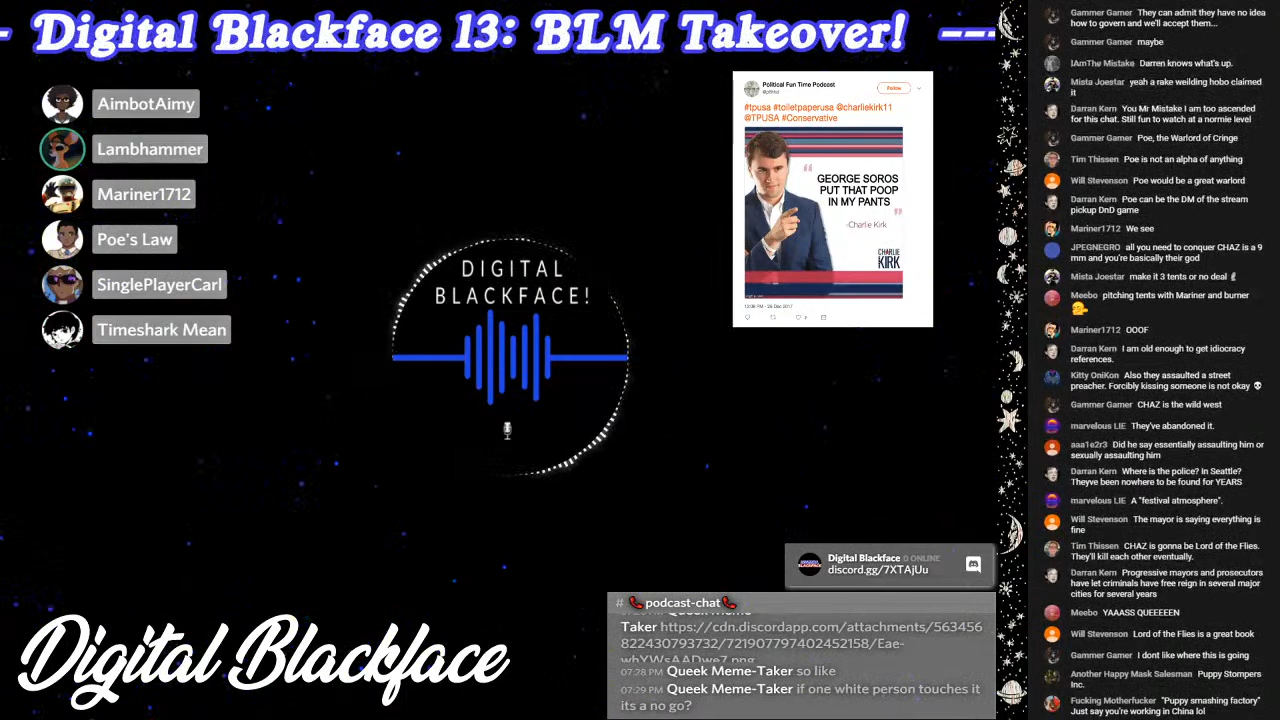 - Digital Blackface 13: BLM Takeover! ---
AimbotAimy
Lambhammer
Mariner1712
Poe's Law
SinglePlayerCarl
Timeshark Mean
DIGITAL
BLACKFACE!
Political Fun Time Podcast
Follow
#tpusa #toiletpaperusa @charliekirk11
@TPUSA #Conservative
“
GEORGE SOROS
PUT THAT POOP
IN MY PANTS
”
-Charlie Kirk
CHARLIE
KIRK
Digital Blackface
Digital Blackface 0 ONLINE
discord.gg/7XTAjUu
# 📞podcast-chat📞
Taker https://cdn.discordapp.com/attachments/563456
822430793732/721907797402452158/Eae-
whYWsAADwe7.png
07:28 PM Queek Meme-Taker so like
07:29 PM Queek Meme-Taker if one white person touches it
its a no go?
Gammer Gamer They can admit they have no idea
how to govern and we'll accept them...
Gammer Gamer maybe
IAmThe Mistake Darren knows what's up.
Mista Joestar yeah a rake weilding hobo claimed
it
Darran Kern You Mr Mistake I am too ascended
for this chat. Still fun to watch at a normie level
Gammer Gamer Poe, the Warlord of Cringe
Tim Thissen Poe is not an alpha of anything
Will Stevenson Poe would be a great warlord
Darran Kern Poe can be the DM of the stream
pickup DnD game
Mariner1712 We see
JPEGNEGRO all you need to conquer CHAZ is a 9
mm and you're basically their god
Mista Joestar make it 3 tents or no deal
Meebo pitching tents with Mariner and burner
🤔
Mariner1712 OOOF
Darran Kern I am old enough to get idiocracy
references.
Kitty OniKon Also they assaulted a street
preacher. Forcibly kissing someone is not okay 💀
Gammer Gamer CHAZ is the wild west
marvelous LIE They've abandoned it.
aaa1e2r3 Did he say essentially assaulting him or
sexually assaulting him
Darran Kern Where is the police? In Seattle?
Theyve been nowhere to be found for YEARS
marvelous LIE A "festival atmosphere".
Will Stevenson The mayor is saying everything is
fine
Tim Thissen CHAZ is gonna be Lord of the Flies.
They'll kill each other eventually.
Darran Kern Progressive mayors and prosecutors
have let criminals have free reign in several major
cities for several years
Meebo YAAASS QUEEEEEN
Will Stevenson Lord of the Flies is a great book
Gammer Gamer I dont like where this is going
Another Happy Mask Salesman Puppy Stompers
Inc.
Fucking Motherfucker "Puppy smashing factory"
Just say you're working in China lol